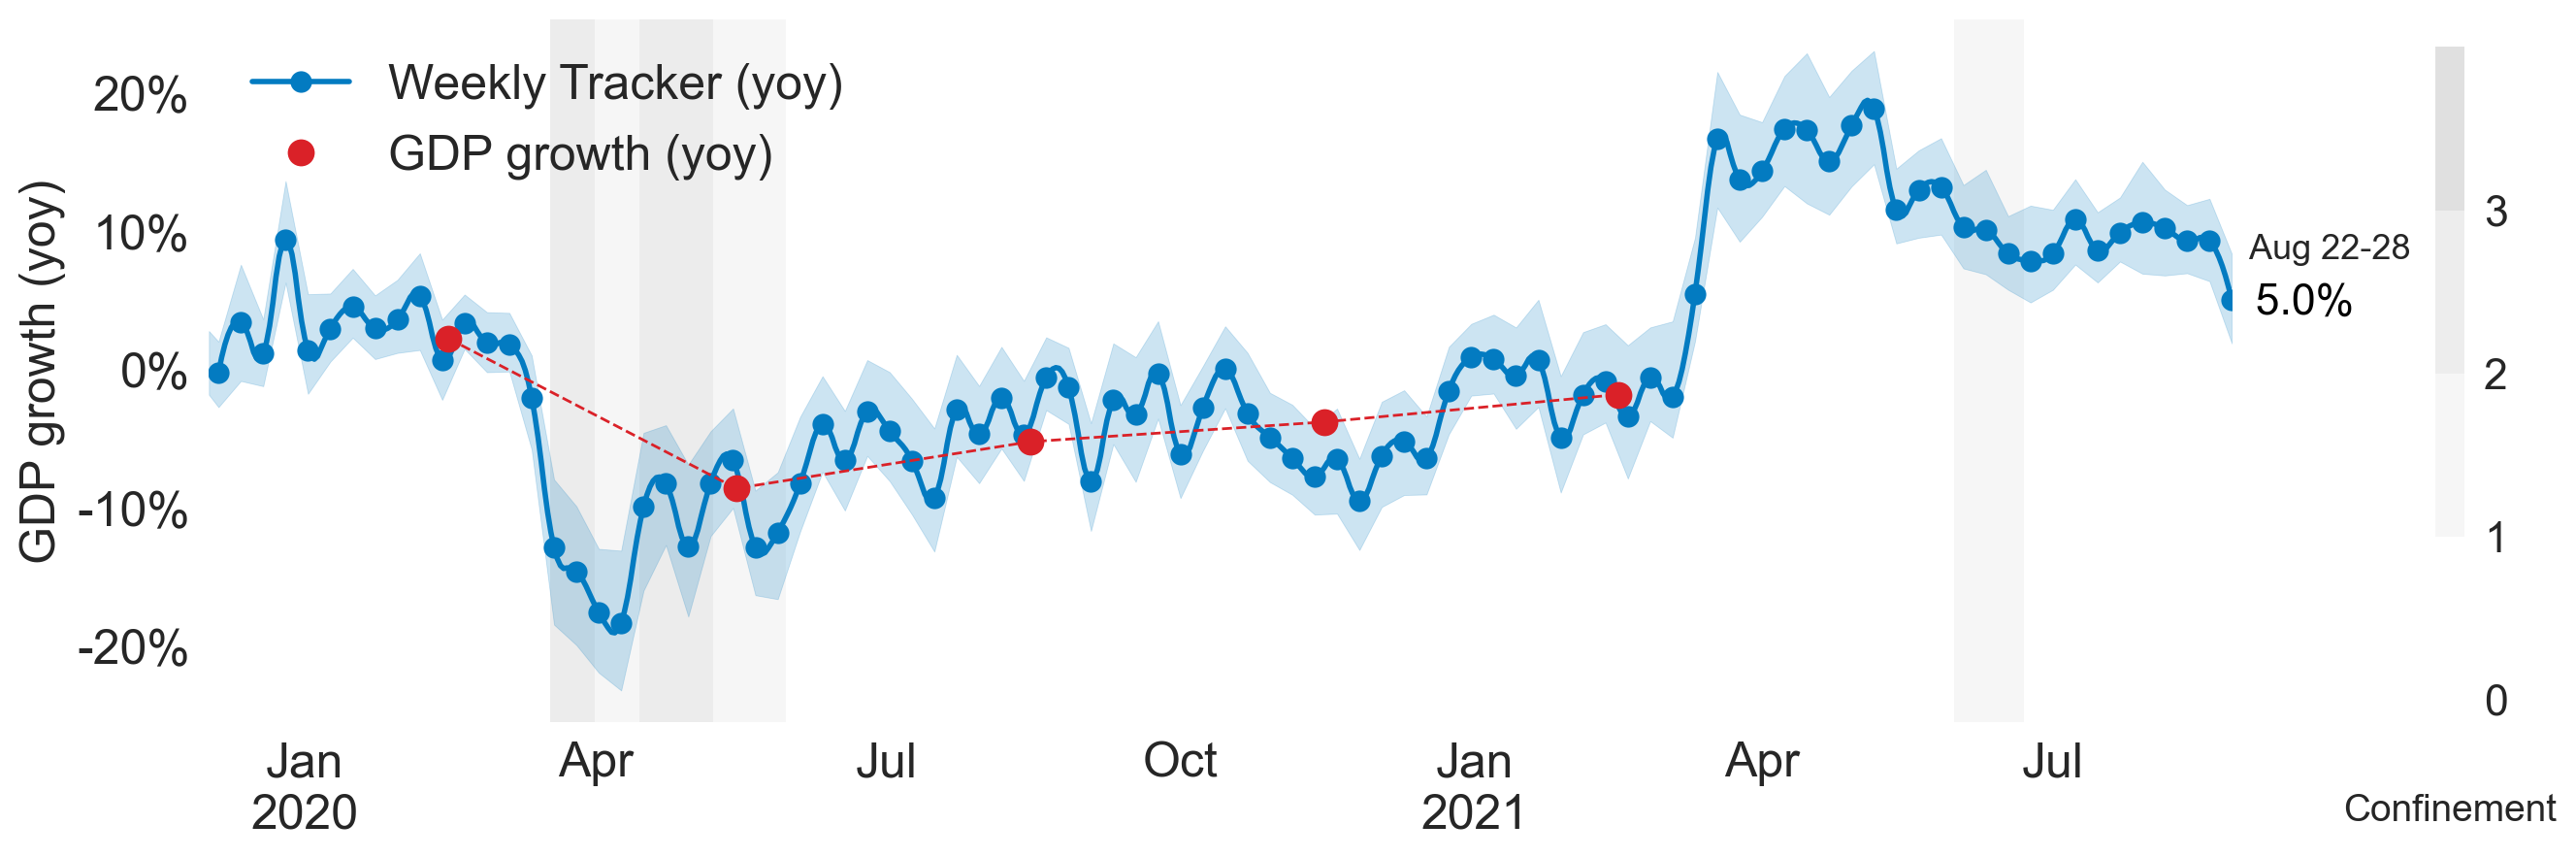 Weekly Tracker (yoy)
GDP growth (yoy)
GDP growth (yoy)
20%
10%
0%
-10%
-20%
Jan
2020
Apr
Jul
Oct
Jan
2021
Apr
Jul
Aug 22-28
5.0%
3
2
1
0
Confinement